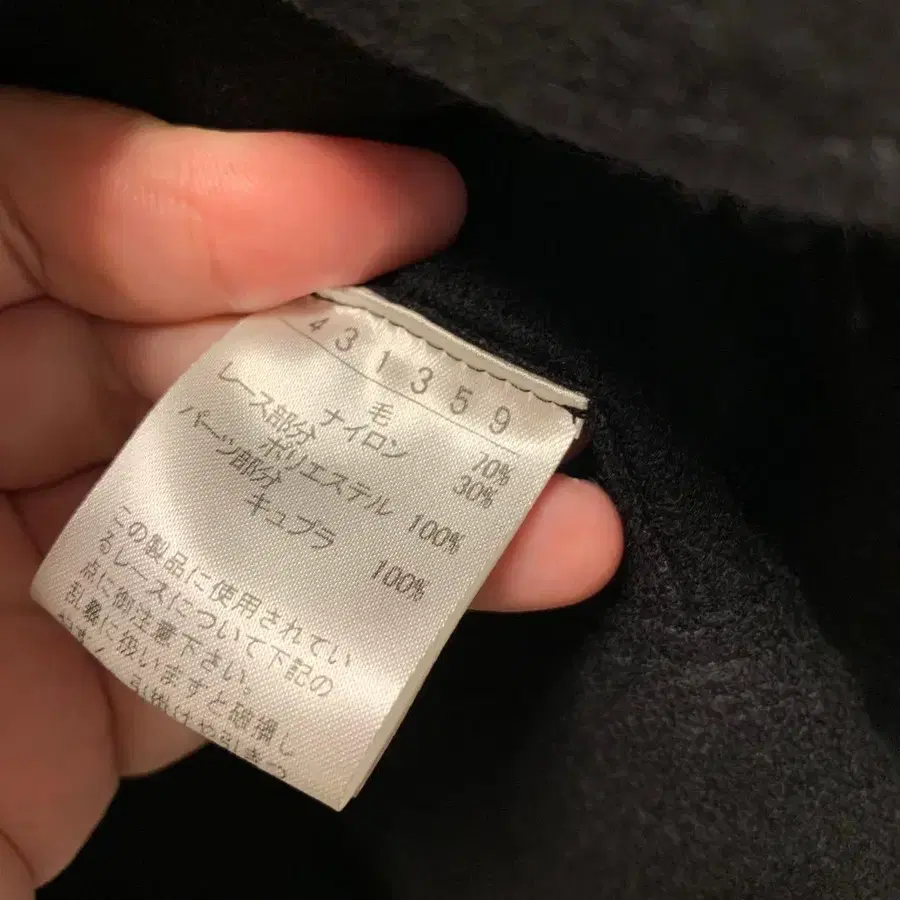 431359
毛 70%
ナイロン 30%
レース部分
ポリエステル 100%
パーツ部分
キュプラ 100%
この製品に使用されてい
るレースについて下記の
点に御注意下さい。
乱暴に扱いますと破損し